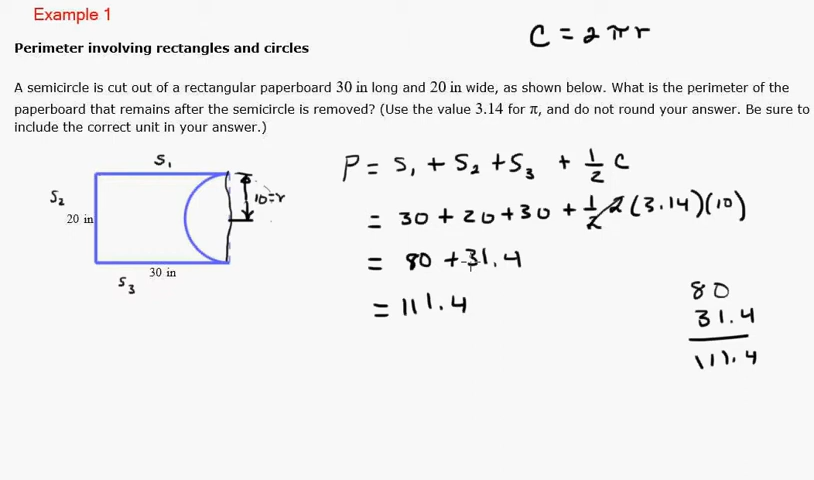 Example 1
C = 2πr
Perimeter involving rectangles and circles
A semicircle is cut out of a rectangular paperboard 30 in long and 20 in wide, as shown below. What is the perimeter of the
paperboard that remains after the semicircle is removed? (Use the value 3.14 for π, and do not round your answer. Be sure to
include the correct unit in your answer.)
S₁
S₂
20 in
10=r
30 in
S₃
P = S₁ + S₂ + S₃ + 1/2 C
= 30 + 20 + 30 + 1/2 2 (3.14)(10)
= 80 + 31.4
= 111.4
80
31.4
111.4